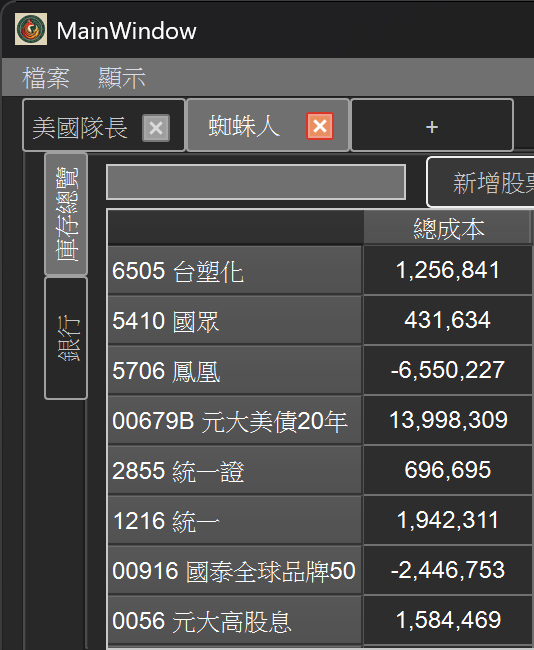 MainWindow
檔案 顯示
美國隊長 蜘蛛人 +
庫存總覽
銀行
新增股票
總成本
6505 台塑化 1,256,841
5410 國眾 431,634
5706 鳳凰 -6,550,227
00679B 元大美債20年 13,998,309
2855 統一證 696,695
1216 統一 1,942,311
00916 國泰全球品牌50 -2,446,753
0056 元大高股息 1,584,469